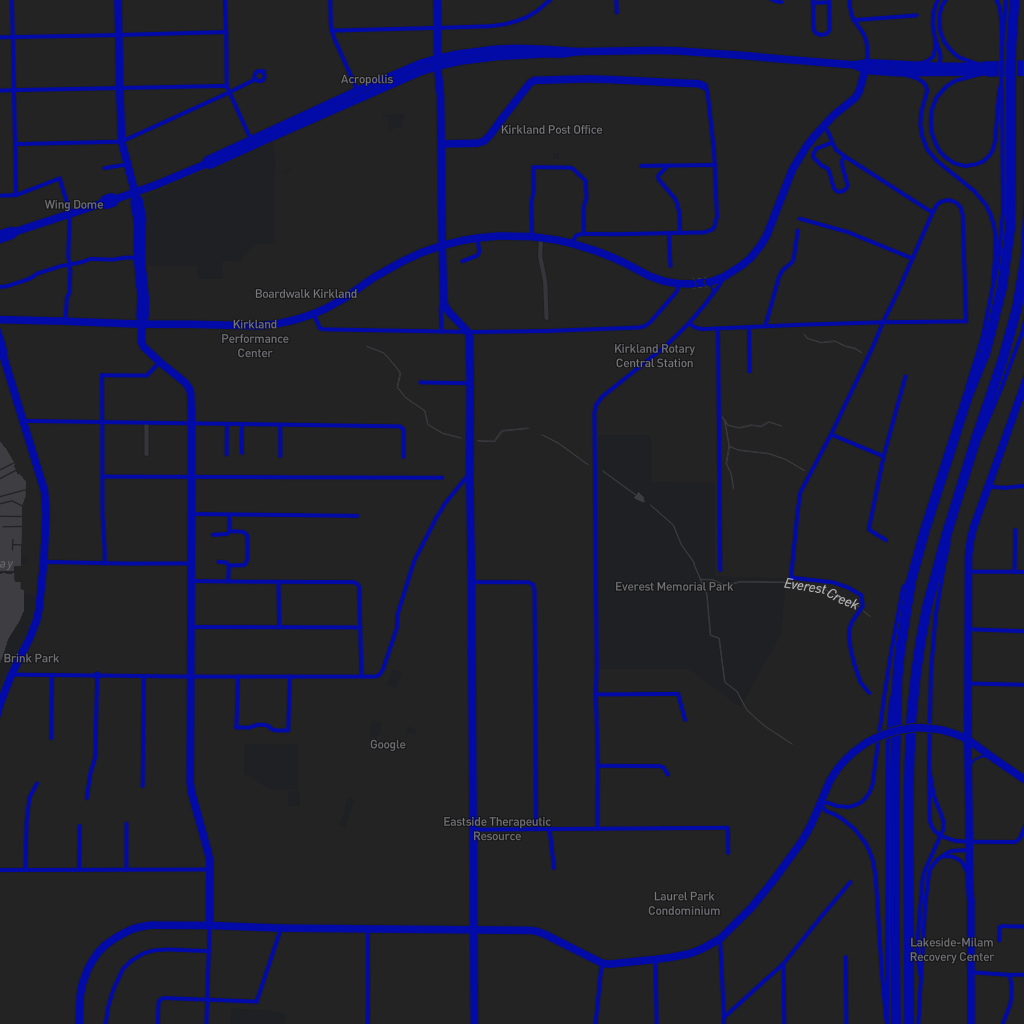 Acropollis
Kirkland Post Office
Wing Dome
Boardwalk Kirkland
Kirkland
Performance
Center
Kirkland Rotary
Central Station
ay
Everest Memorial Park
Everest Creek
Brink Park
Google
Eastside Therapeutic
Resource
Laurel Park
Condominium
Lakeside-Milam
Recovery Center